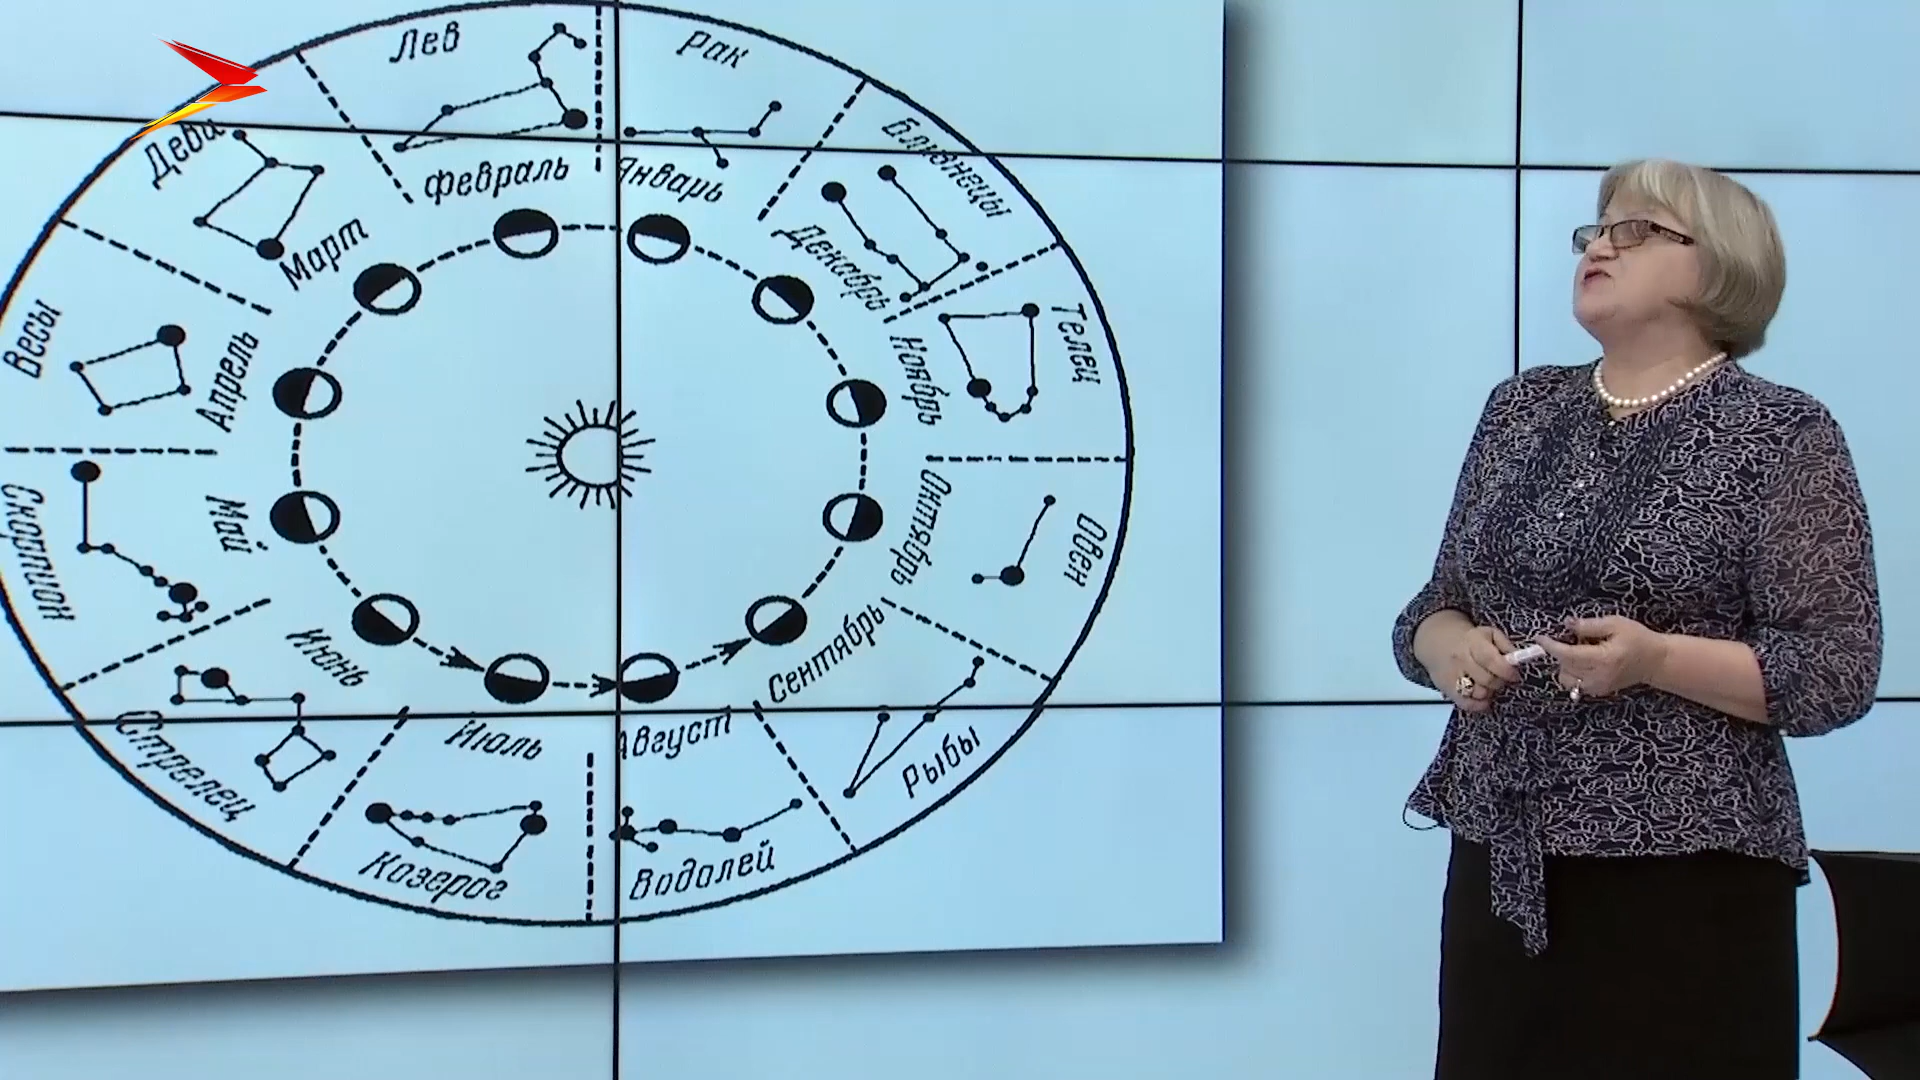 Лев
Рак
Близнецы
Телец
Овен
Рыбы
Водолей
Козерог
Стрелец
Скорпион
Весы
Дева
Февраль
Январь
Декабрь
Ноябрь
Октябрь
Сентябрь
Август
Июль
Июнь
Май
Апрель
Март